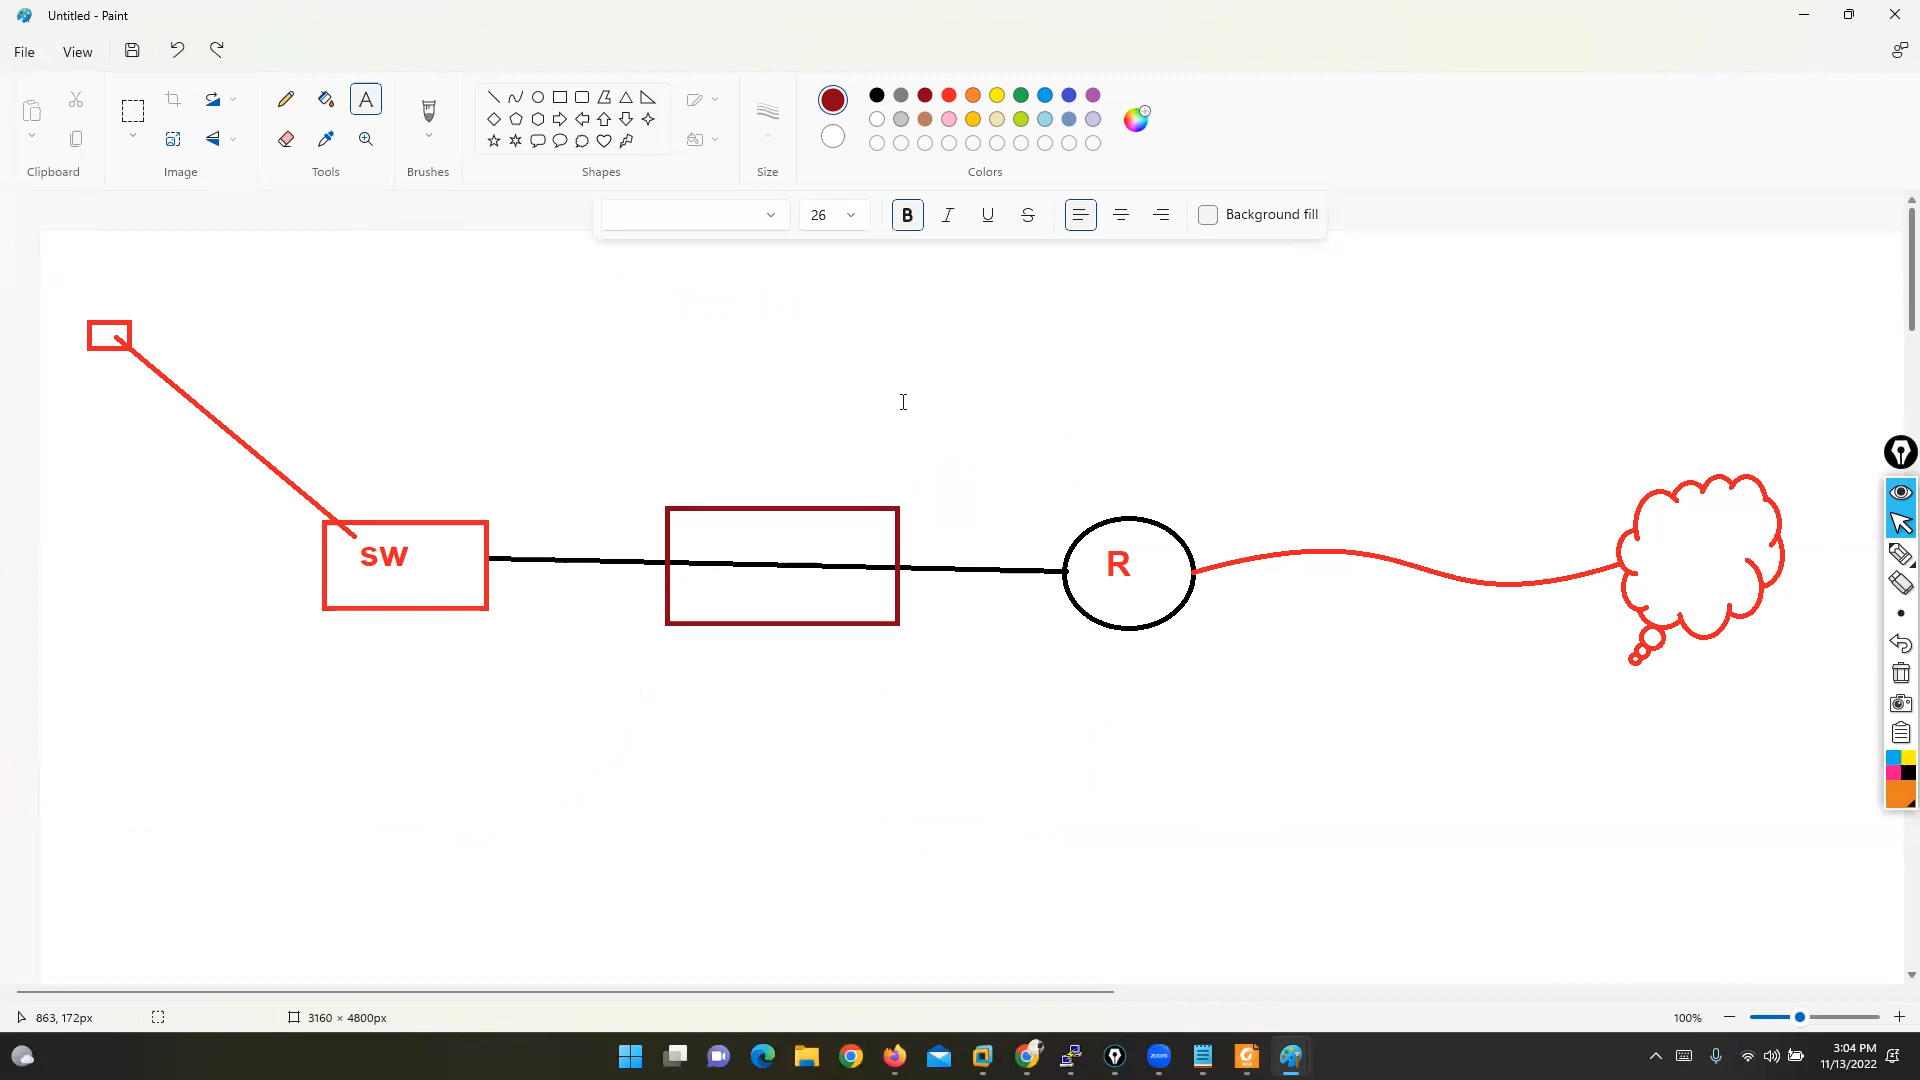 Untitled - Paint
File
View
Clipboard
Image
Tools
Brushes
Shapes
Size
Colors
26
B
I
U
S
Background fill
A
SW
R
863, 172px
3160 × 4800px
100%
zoom
3:04 PM
11/13/2022